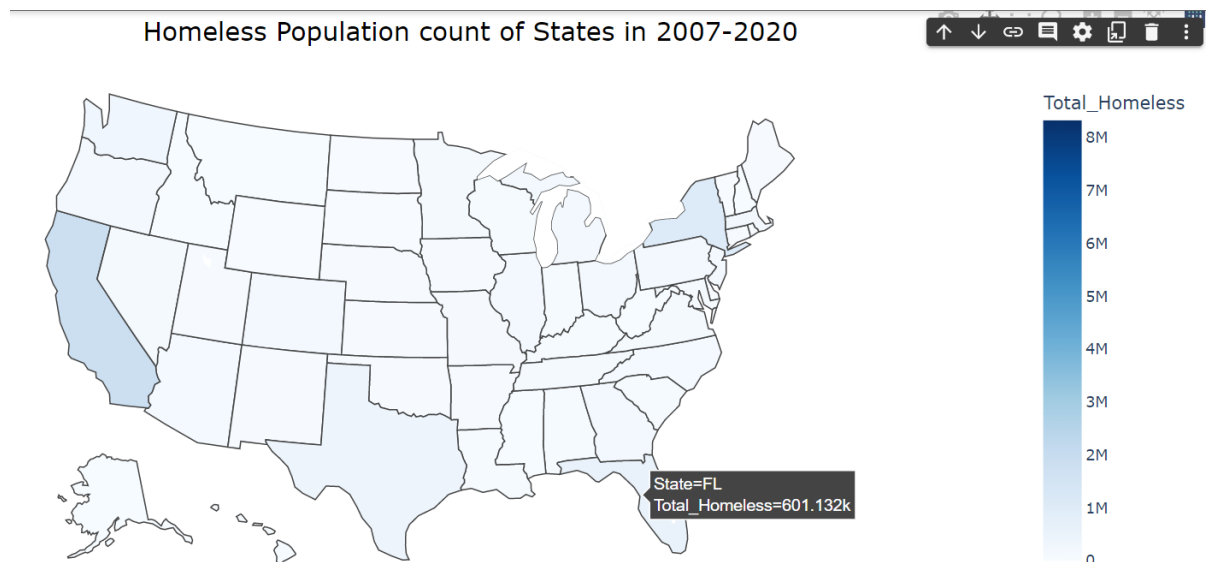 Homeless Population count of States in 2007-2020
Total_Homeless
8M
7M
6M
5M
4M
3M
2M
1M
0
State=FL
Total_Homeless=601.132k